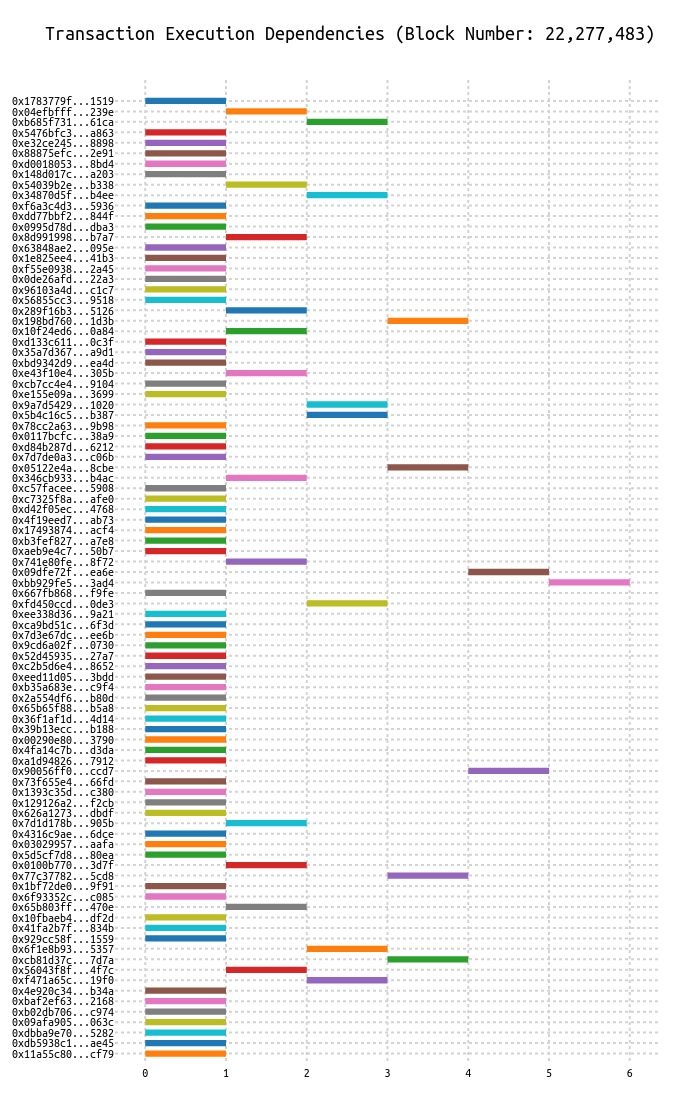 Transaction Execution Dependencies (Block Number: 22,277,483)
0x1783779f...1519
0x04efbfff...239e
0xb685f731...61ca
0x5476bfc3...a863
0xe32ce245...8898
0x88875efc...2e91
0xd0018053...8bd4
0x148d017c...a203
0x54039b2e...b338
0x34870d5f...b4ee
0xf6a3c4d3...5936
0xdd77bbf2...844f
0x0995d78d...dba3
0x8d991998...b7a7
0x63848ae2...095e
0x1e825ee4...41b3
0xf55e0938...2a45
0x0de26afd...22a3
0x96103a4d...c1c7
0x56855cc3...9518
0x289f16b3...5126
0x198bd760...1d3b
0x10f24ed6...0a84
0xd133c611...0c3f
0x35a7d367...a9d1
0xbd9342d9...ea4d
0xe43f10e4...305b
0xcb7cc4e4...9104
0xe155e09a...3699
0x9a7d5429...1020
0x5b4c16c5...b387
0x78cc2a63...9b98
0x0117bcfc...38a9
0xd84b287d...6212
0x7d7de0a3...c06b
0x05122e4a...8cbe
0x346cb933...b4ac
0xc57facee...5908
0xc7325f8a...afe0
0xd42f05ec...4768
0x4f19eed7...ab73
0x17493874...acf4
0xb3fef827...a7e8
0xaeb9e4c7...50b7
0x741e80fe...8f72
0x09dfe72f...ea6e
0xbb929fe5...3ad4
0x667fb868...f9fe
0xfd450ccd...0de3
0xee338d36...9a21
0xca9bd51c...6f3d
0x7d3e67dc...ee6b
0x9cd6a02f...0730
0x52d45935...27a7
0xc2b5d6e4...8652
0xeed11d05...3bdd
0xb35a683e...c9f4
0x2a554df6...b80d
0x65b65f88...b5a8
0x36f1af1d...4d14
0x39b13ecc...b188
0x00290e80...3790
0x4fa14c7b...d3da
0xa1d94826...7912
0x90056ff0...ccd7
0x73f655e4...66fd
0x1393c35d...c380
0x129126a2...f2cb
0x626a1273...dbdf
0x7d1d178b...905b
0x4316c9ae...6dce
0x03029957...aafa
0x5d5cf7d8...80ea
0x0100b770...3d7f
0x77c37782...5cd8
0x1bf72de0...9f91
0x6f93352c...c085
0x65b803ff...470e
0x10fbaeb4...df2d
0x41fa2b7f...834b
0x929cc58f...1559
0x6f1e8b93...5357
0xcb81d37c...7d7a
0x56043f8f...4f7c
0xf471a65c...19f0
0x4e920c34...b34a
0xbaf2ef63...2168
0xb02db706...c974
0x09afa905...063c
0xdbba9e70...5282
0xdb5938c1...ae45
0x11a55c80...cf79
0 1 2 3 4 5 6